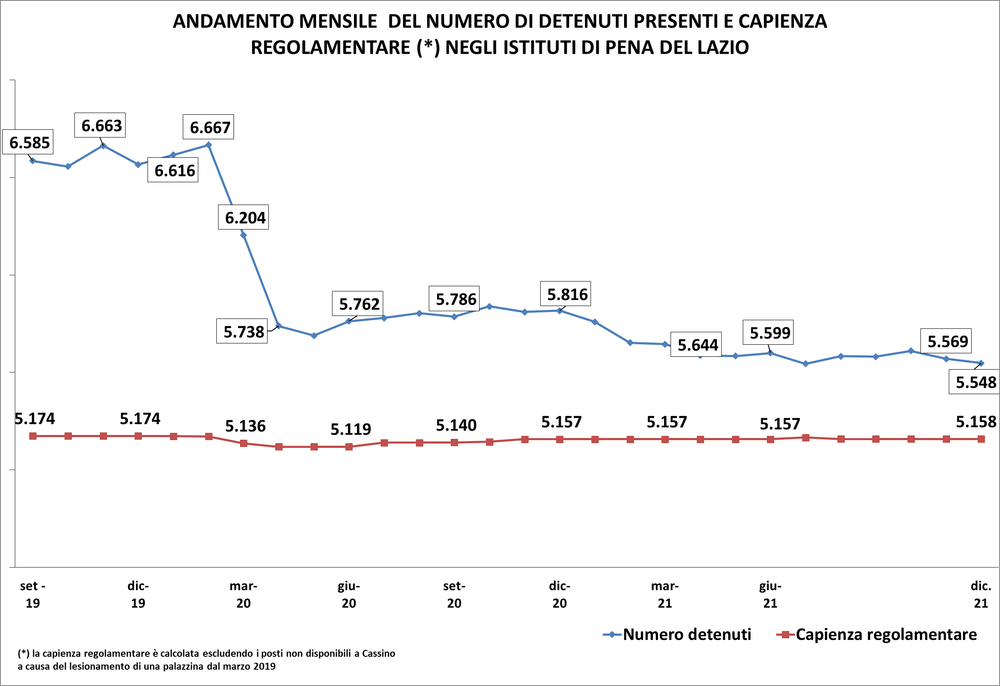 ANDAMENTO MENSILE  DEL NUMERO DI DETENUTI PRESENTI E CAPIENZA
REGOLAMENTARE (*) NEGLI ISTITUTI DI PENA DEL LAZIO
6.585
6.663
6.616
6.667
6.204
5.738
5.762
5.786
5.816
5.644
5.599
5.569
5.548
5.174
5.174
5.136
5.119
5.140
5.157
5.157
5.157
5.158
set -
19
dic-
19
mar-
20
giu-
20
set-
20
dic-
20
mar-
21
giu-
21
dic.
21
Numero detenuti
Capienza regolamentare
(*) la capienza regolamentare è calcolata escludendo i posti non disponibili a Cassino
a causa del lesionamento di una palazzina dal marzo 2019